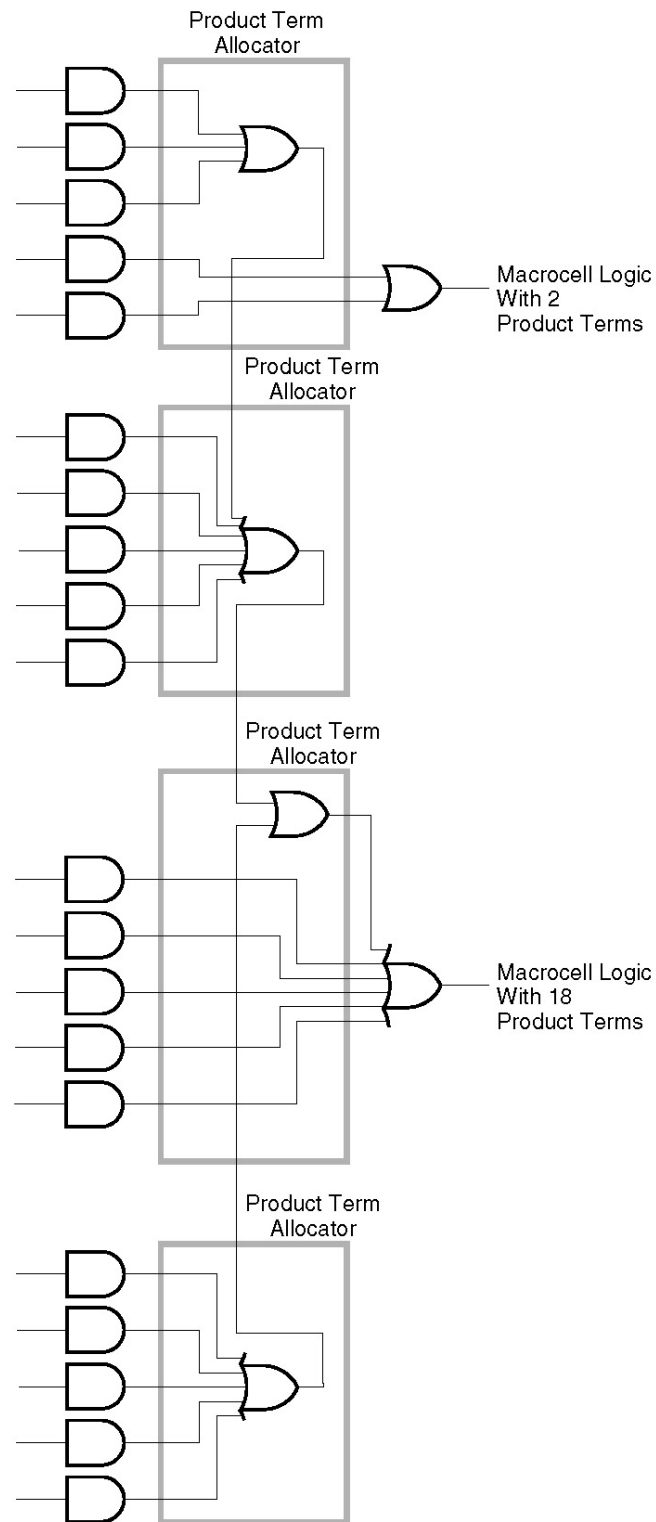 Product Term
Allocator
Macrocell Logic
With 2
Product Terms
Product Term
Allocator
Product Term
Allocator
Macrocell Logic
With 18
Product Terms
Product Term
Allocator